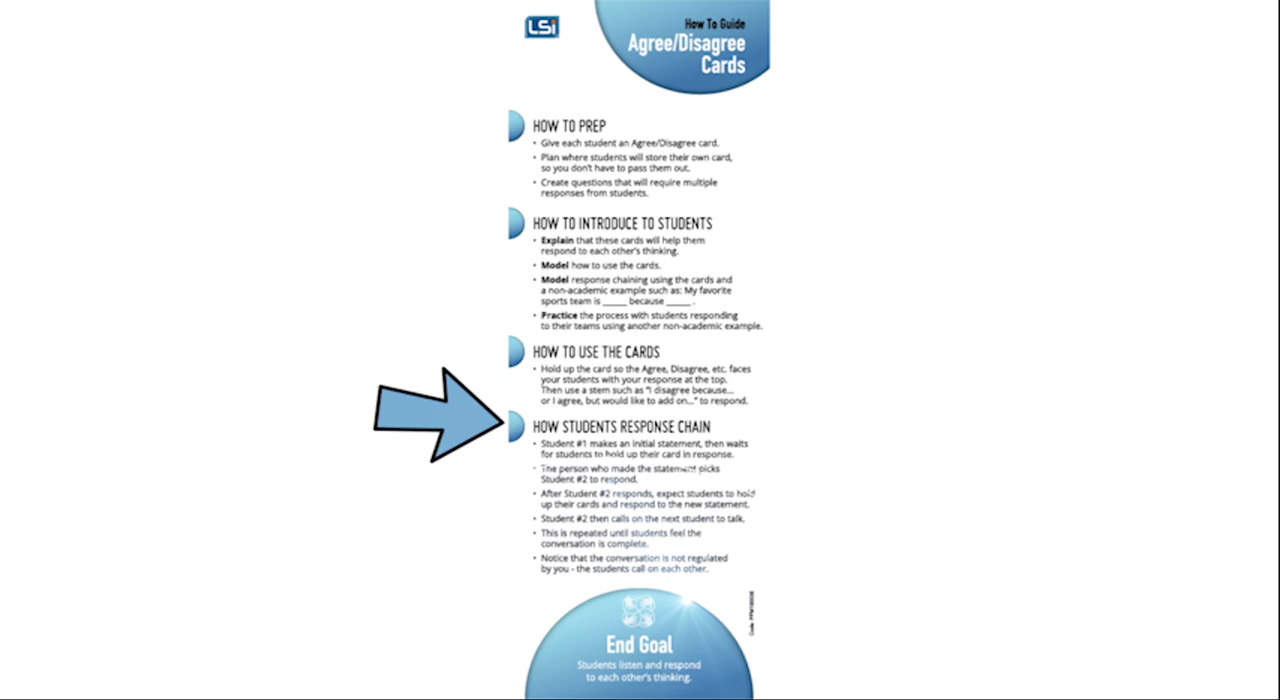 LSi
How To Guide
Agree/Disagree
Cards
HOW TO PREP
• Give each student an Agree/Disagree card.
• Plan where students will store their own card,
so you don't have to pass them out.
• Create questions that will require multiple
responses from students.
HOW TO INTRODUCE TO STUDENTS
• Explain that these cards will help them
respond to each other's thinking.
• Model how to use the cards.
• Model response chaining using the cards and
a non-academic example such as: My favorite
sports team is _____ because _____ .
• Practice the process with students responding
to their teams using another non-academic example.
HOW TO USE THE CARDS
• Hold up the card so the Agree, Disagree, etc. faces
your students with your response at the top.
Then use a stem such as "I disagree because...
or I agree, but would like to add on..." to respond.
HOW STUDENTS RESPONSE CHAIN
• Student #1 makes an initial statement, then waits
for students to hold up their card in response.
• The person who made the statement picks
Student #2 to respond.
• After Student #2 responds, expect students to hold
up their cards and respond to the new statement.
• Student #2 then calls on the next student to talk.
• This is repeated until students feel the
conversation is complete.
• Notice that the conversation is not regulated
by you - the students call on each other.
End Goal
Students listen and respond
to each other's thinking.